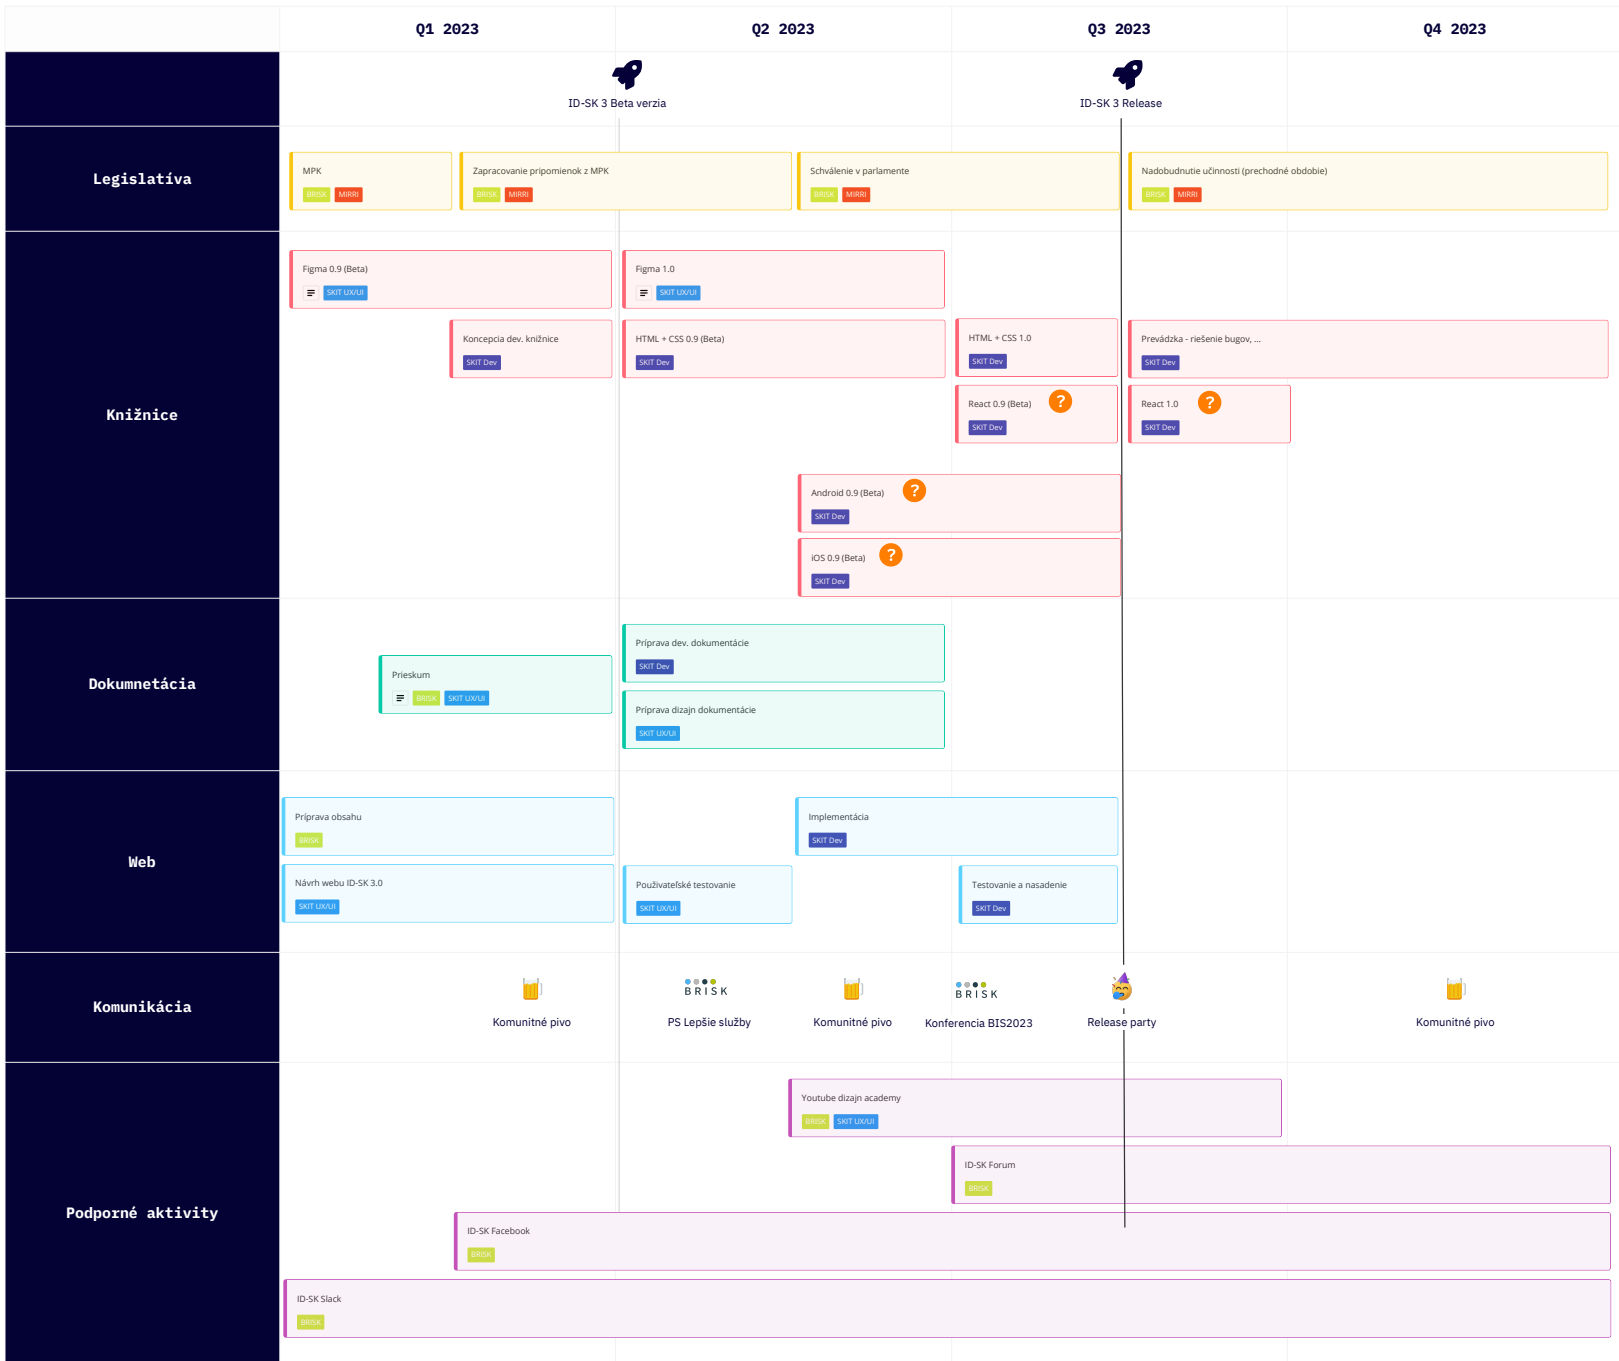 Q1 2023
Q2 2023
Q3 2023
Q4 2023
ID-SK 3 Beta verzia
ID-SK 3 Release
Legislatíva
MPK
BRISK MIRRI
Zapracovanie pripomienok z MPK
BRISK MIRRI
Schválenie v parlamente
BRISK MIRRI
Nadobudnutie učinnosti (prechodné obdobie)
BRISK MIRRI
Knižnice
Figma 0.9 (Beta)
SKIT UX/UI
Figma 1.0
SKIT UX/UI
Koncepcia dev. knižnice
SKIT Dev
HTML + CSS 0.9 (Beta)
SKIT Dev
HTML + CSS 1.0
SKIT Dev
Prevádzka - riešenie bugov, ...
SKIT Dev
React 0.9 (Beta) ?
SKIT Dev
React 1.0 ?
SKIT Dev
Android 0.9 (Beta) ?
SKIT Dev
iOS 0.9 (Beta) ?
SKIT Dev
Dokumnetácia
Prieskum
BRISK SKIT UX/UI
Príprava dev. dokumentácie
SKIT Dev
Príprava dizajn dokumentácie
SKIT UX/UI
Web
Príprava obsahu
BRISK
Implementácia
SKIT Dev
Návrh webu ID-SK 3.0
SKIT UX/UI
Použivateľské testovanie
SKIT UX/UI
Testovanie a nasadenie
SKIT Dev
Komunikácia
Komunitné pivo
BRISK
PS Lepšie služby
Komunitné pivo
BRISK
Konferencia BIS2023
Release party
Komunitné pivo
Podporné aktivity
Youtube dizajn academy
BRISK SKIT UX/UI
ID-SK Forum
BRISK
ID-SK Facebook
BRISK
ID-SK Slack
BRISK